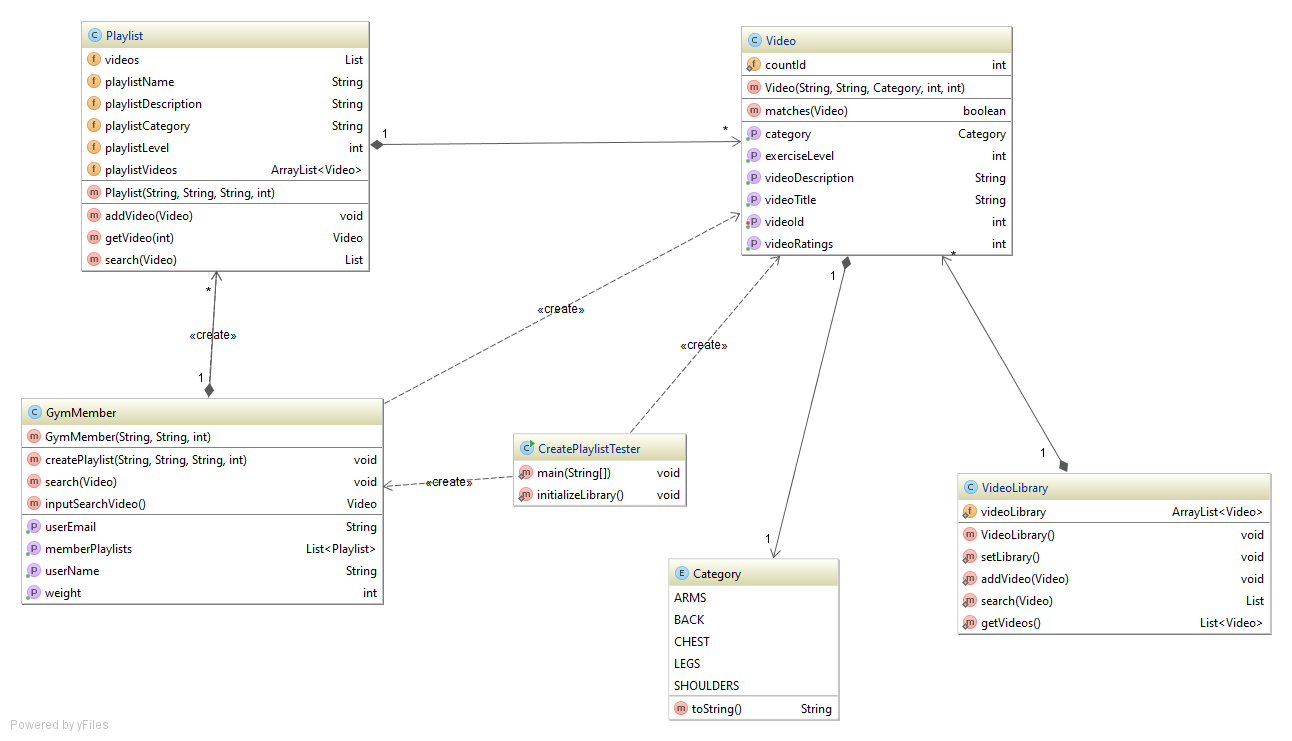 Playlist
videos List
playlistName String
playlistDescription String
playlistCategory String
playlistLevel int
playlistVideos ArrayList<Video>
Playlist(String, String, String, int)
addVideo(Video) void
getVideo(int) Video
search(Video) List
Video
countId int
Video(String, String, Category, int, int)
matches(Video) boolean
category Category
exerciseLevel int
videoDescription String
videoTitle String
videoId int
videoRatings int
1
*
*
«create»
1
«create»
«create»
1
*
1
«create»
1
GymMember
GymMember(String, String, int)
createPlaylist(String, String, String, int) void
search(Video) void
inputSearchVideo() Video
userEmail String
memberPlaylists List<Playlist>
userName String
weight int
CreatePlaylistTester
main(String[]) void
initializeLibrary() void
VideoLibrary
videoLibrary ArrayList<Video>
VideoLibrary() void
setLibrary() void
addVideo(Video) void
search(Video) List
getVideos() List<Video>
Category
ARMS
BACK
CHEST
LEGS
SHOULDERS
toString() String
Powered by yFiles